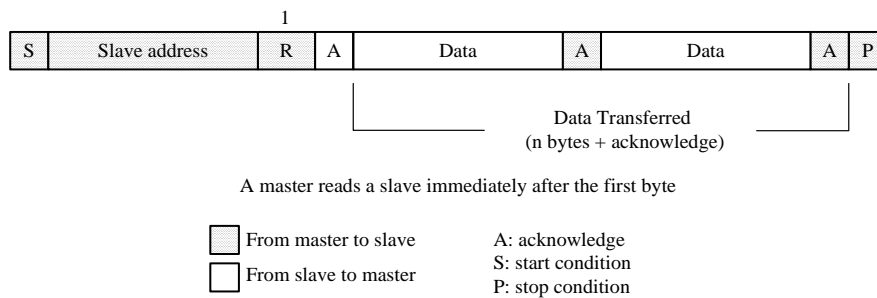 1
S Slave address R A Data A Data A P
Data Transferred
(n bytes + acknowledge)
A master reads a slave immediately after the first byte
From master to slave
From slave to master
A: acknowledge
S: start condition
P: stop condition